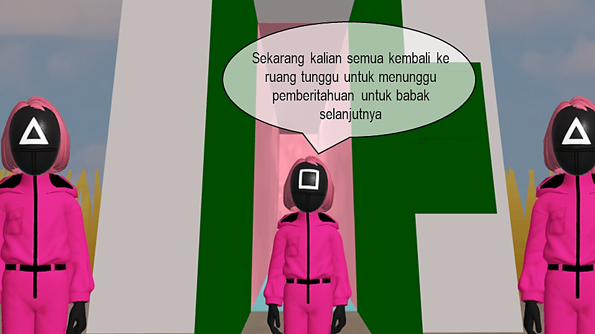 Sekarang kalian semua kembali ke
ruang tunggu untuk menunggu
pemberitahuan untuk babak
selanjutnya